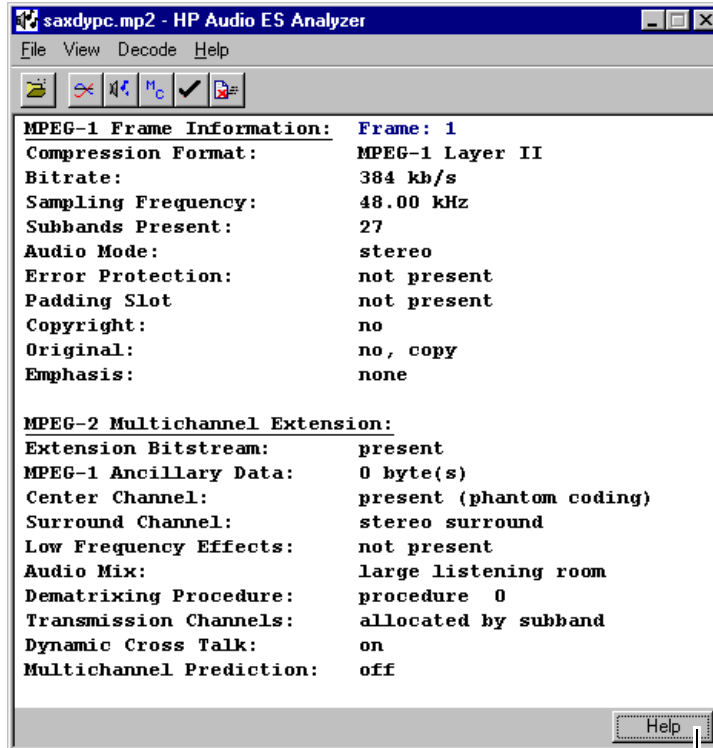 saxdypc.mp2 - HP Audio ES Analyzer
File View Decode Help
MC
MPEG-1 Frame Information: Frame: 1
Compression Format: MPEG-1 Layer II
Bitrate: 384 kb/s
Sampling Frequency: 48.00 kHz
Subbands Present: 27
Audio Mode: stereo
Error Protection: not present
Padding Slot not present
Copyright: no
Original: no, copy
Emphasis: none
MPEG-2 Multichannel Extension:
Extension Bitstream: present
MPEG-1 Ancillary Data: 0 byte(s)
Center Channel: present (phantom coding)
Surround Channel: stereo surround
Low Frequency Effects: not present
Audio Mix: large listening room
Dematrixing Procedure: procedure 0
Transmission Channels: allocated by subband
Dynamic Cross Talk: on
Multichannel Prediction: off
Help